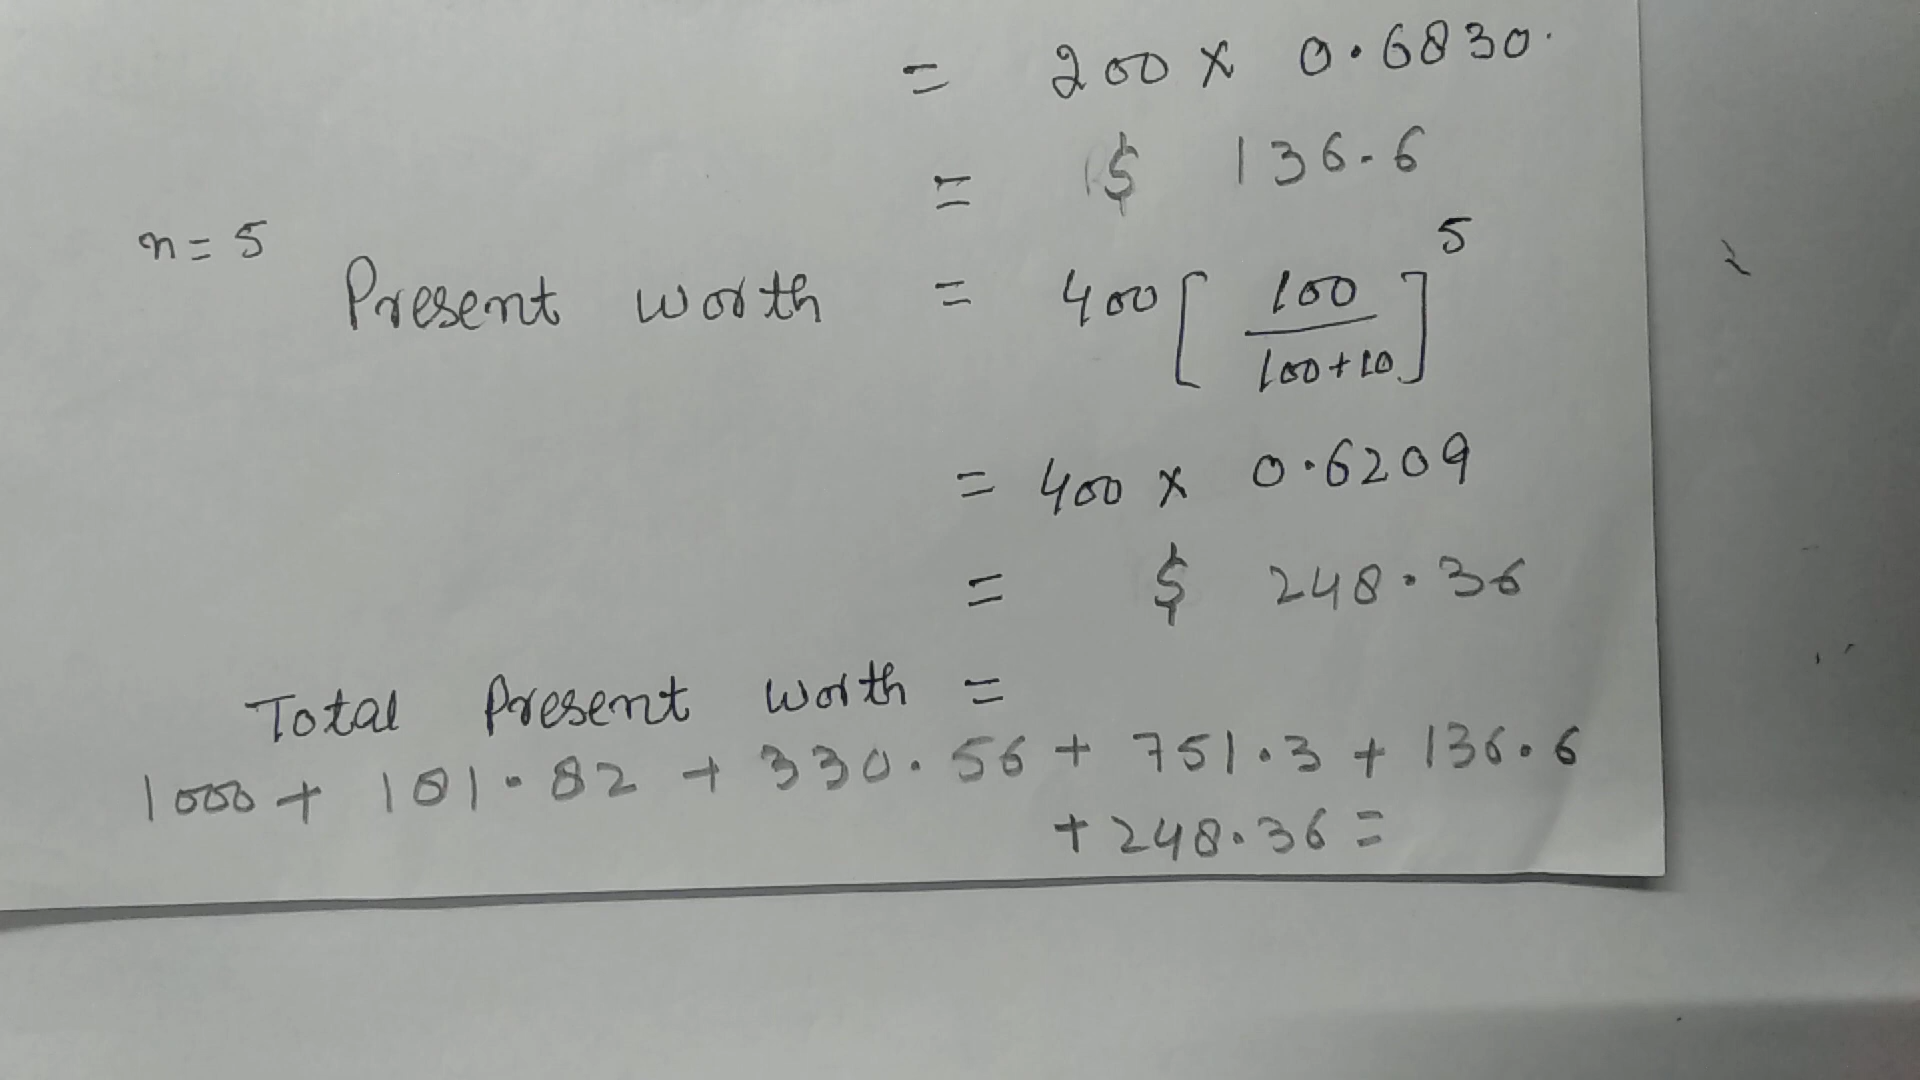 = 200 × 0.6830.
= $ 136.6
n = 5
Present worth = 400 [ 100 / 100+10 ]^5
= 400 × 0.6209
= $ 248.36
Total Present worth =
1000 + 181.82 + 330.56 + 751.3 + 136.6
+ 248.36 =